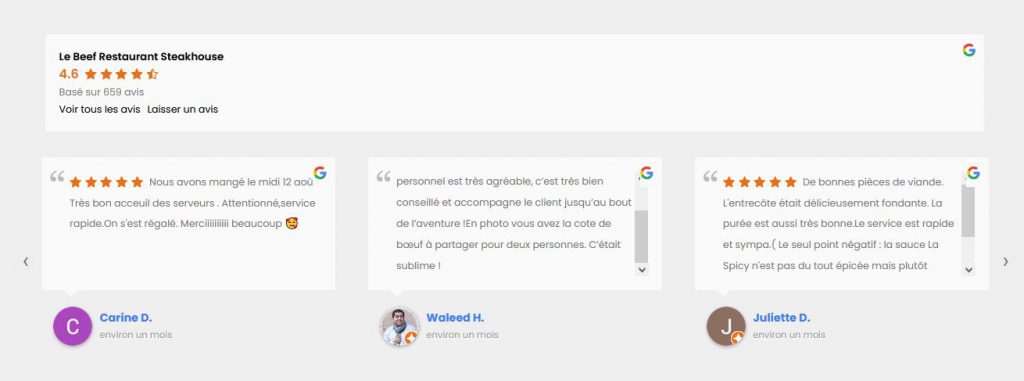 Le Beef Restaurant Steakhouse
4.6
Basé sur 659 avis
Voir tous les avis Laisser un avis
Nous avons mangé le midi 12 aoû
Très bon acceuil des serveurs . Attentionné,service
rapide.On s'est régalé. Merciiiiiiiiii beaucoup 🥰
personnel est très agréable, c'est très bien
conseillé et accompagne le client jusqu'au bout
de l'aventure !En photo vous avez la cote de
bœuf à partager pour deux personnes. C'était
sublime !
De bonnes pièces de viande.
L'entrecôte était délicieusement fondante. La
purée est aussi très bonne.Le service est rapide
et sympa.( Le seul point négatif : la sauce La
Spicy n'est pas du tout épicée mais plutôt
C
Carine D.
environ un mois
Waleed H.
environ un mois
J
Juliette D.
environ un mois